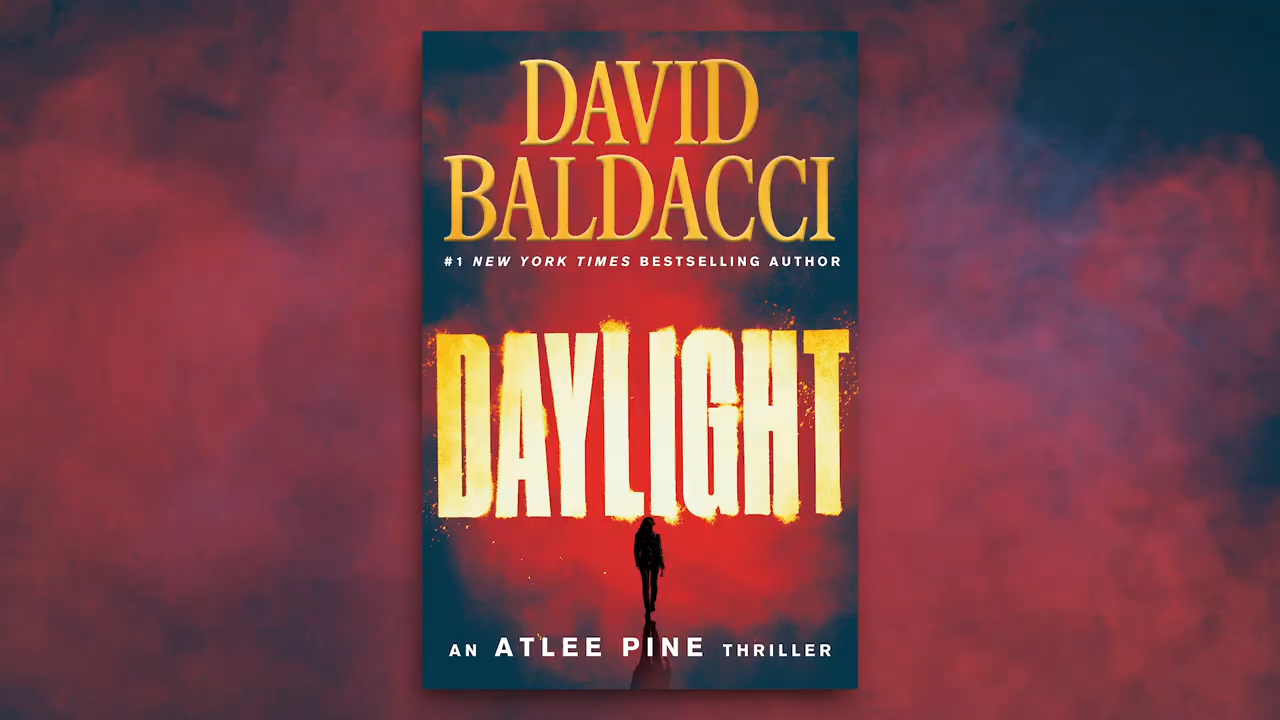 DAVID
BALDACCI
#1 NEW YORK TIMES BESTSELLING AUTHOR
DAYLIGHT
AN ATLEE PINE THRILLER